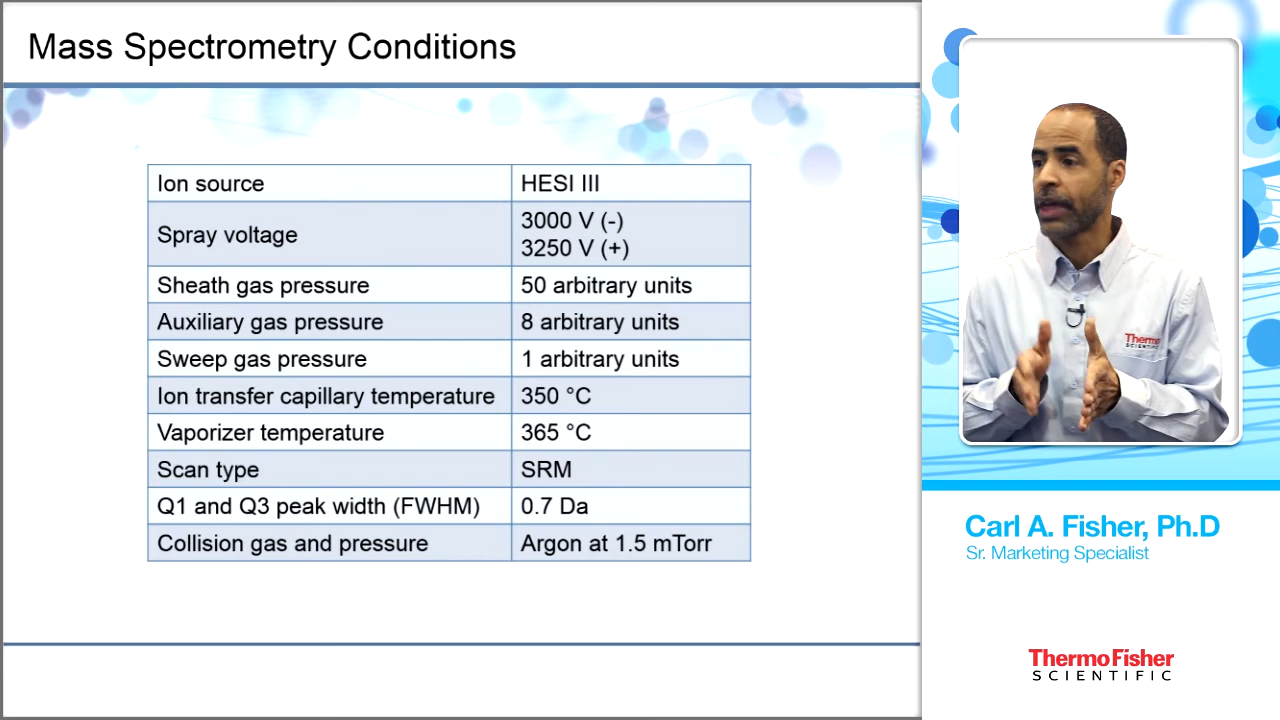 Mass Spectrometry Conditions
Ion source HESI III
Spray voltage 3000 V (-)
3250 V (+)
Sheath gas pressure 50 arbitrary units
Auxiliary gas pressure 8 arbitrary units
Sweep gas pressure 1 arbitrary units
Ion transfer capillary temperature 350 °C
Vaporizer temperature 365 °C
Scan type SRM
Q1 and Q3 peak width (FWHM) 0.7 Da
Collision gas and pressure Argon at 1.5 mTorr
Thermo
SCIENTIFIC
Carl A. Fisher, Ph.D
Sr. Marketing Specialist
ThermoFisher
SCIENTIFIC